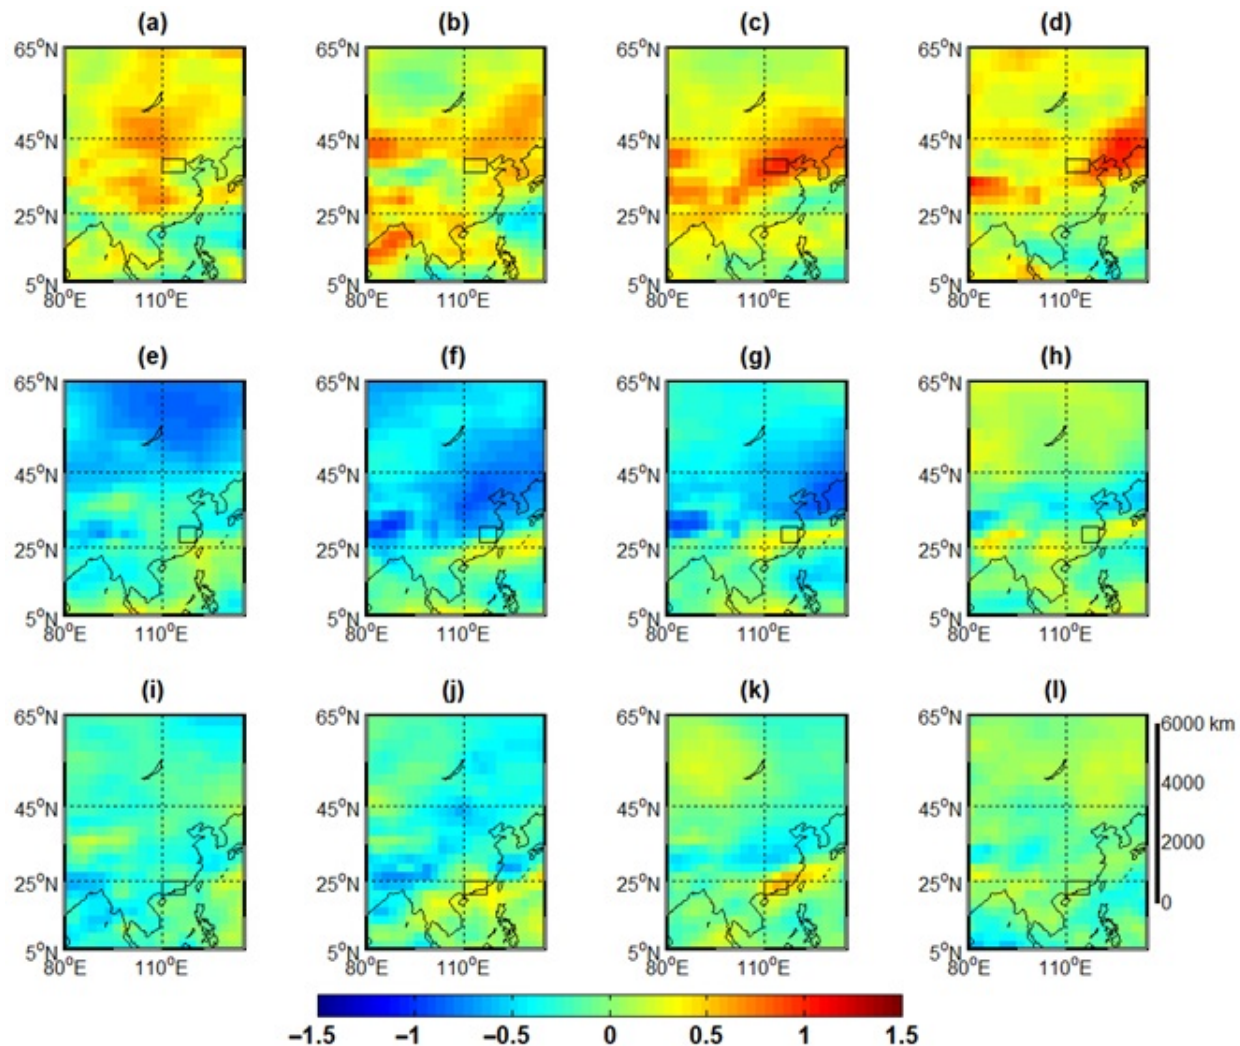 (a) (b) (c) (d)
65°N 65°N 65°N 65°N
45°N 45°N 45°N 45°N
25°N 25°N 25°N 25°N
5°N 5°N 5°N 5°N
80°E 110°E 80°E 110°E 80°E 110°E 80°E 110°E
(e) (f) (g) (h)
65°N 65°N 65°N 65°N
45°N 45°N 45°N 45°N
25°N 25°N 25°N 25°N
5°N 5°N 5°N 5°N
80°E 110°E 80°E 110°E 80°E 110°E 80°E 110°E
(i) (j) (k) (l)
65°N 65°N 65°N 65°N 6000 km
4000
45°N 45°N 45°N 45°N
2000
25°N 25°N 25°N 25°N
0
5°N 5°N 5°N 5°N
80°E 110°E 80°E 110°E 80°E 110°E 80°E 110°E
−1.5 −1 −0.5 0 0.5 1 1.5